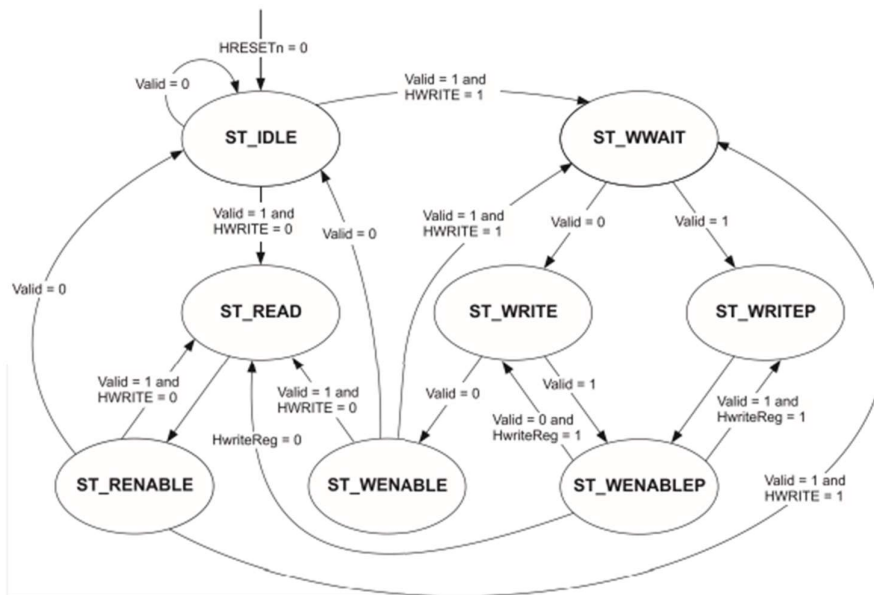 HRESETn = 0
Valid = 0
Valid = 1 and
HWRITE = 1
ST_IDLE
ST_WWAIT
Valid = 1 and
HWRITE = 0
Valid = 0
Valid = 1 and
HWRITE = 1
Valid = 0
Valid = 1
Valid = 0
ST_READ
ST_WRITE
ST_WRITEP
Valid = 1 and
HWRITE = 0
Valid = 1 and
HWRITE = 0
Valid = 0
Valid = 1
Valid = 0 and
HwriteReg = 1
Valid = 1 and
HwriteReg = 1
HwriteReg = 0
ST_RENABLE
ST_WENABLE
ST_WENABLEP
Valid = 1 and
HWRITE = 1